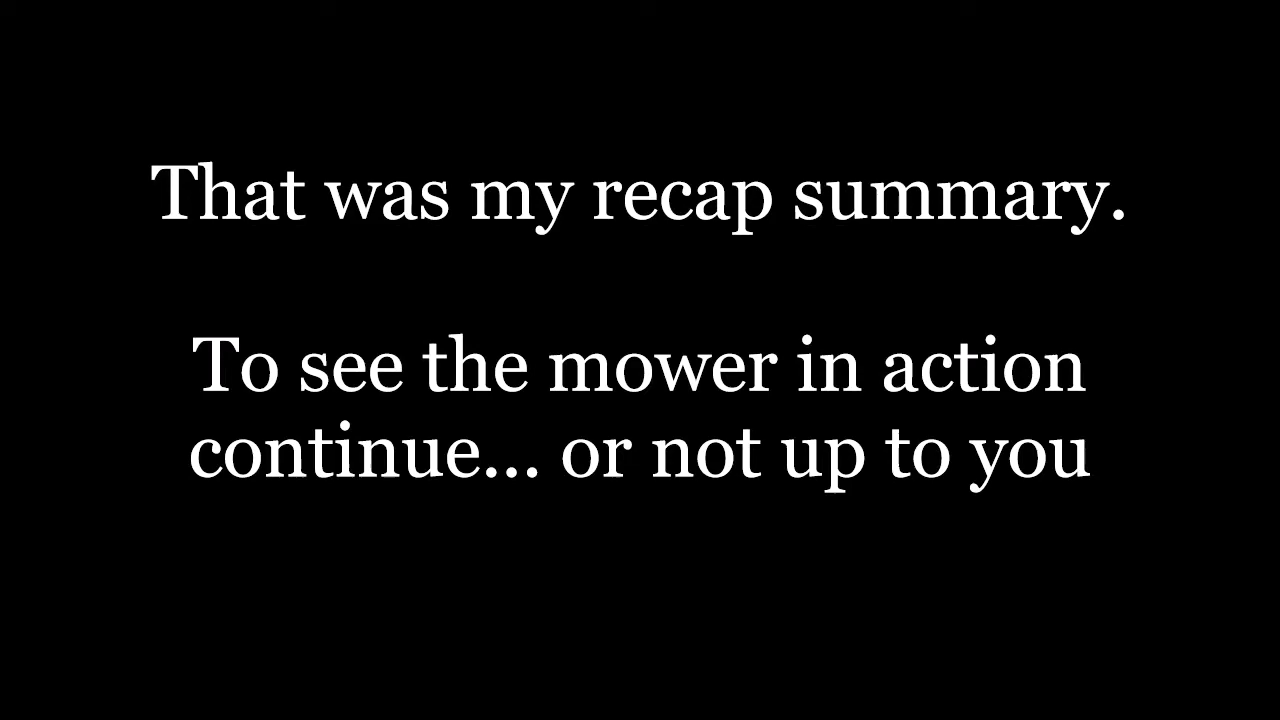 That was my recap summary.
To see the mower in action
continue... or not up to you